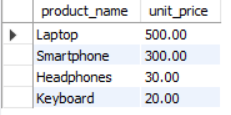 product_name unit_price
Laptop 500.00
Smartphone 300.00
Headphones 30.00
Keyboard 20.00